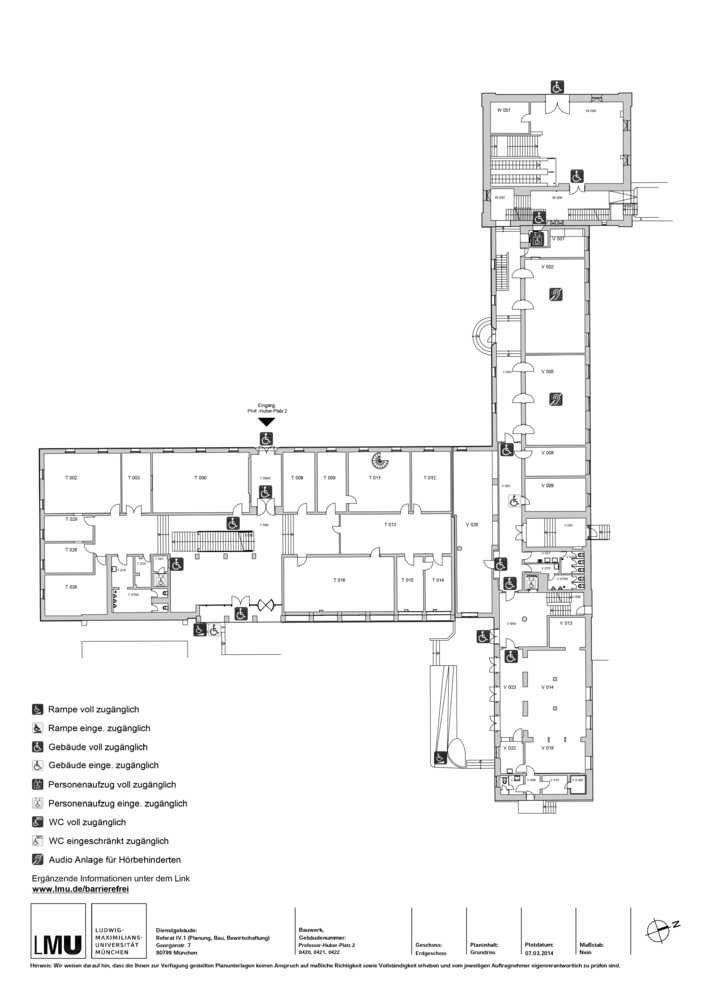 W 001
W 002
V 001
V 002
V 005
Eingang
Prof.-Huber-Platz 2
V 008
T 002
T 003
T 006
T 008
T 009
T 011
T 012
V 009
V 028
T 029
T 013
T 028
T 026
T 016
T 015
T 014
V 013
V 023
V 014
V 022
V 018
Rampe voll zugänglich
Rampe einge. zugänglich
Gebäude voll zugänglich
Gebäude einge. zugänglich
Personenaufzug voll zugänglich
Personenaufzug einge. zugänglich
WC voll zugänglich
WC eingeschränkt zugänglich
Audio Anlage für Hörbehinderten
Ergänzende Informationen unter dem Link
www.lmu.de/barrierefrei
LMU
LUDWIG-
MAXIMILIANS-
UNIVERSITÄT
MÜNCHEN
Dienstgebäude:
Referat IV.1 (Planung, Bau, Bewirtschaftung)
Georgenstr. 7
80799 München
Bauwerk,
Gebäudenummer:
Professor-Huber-Platz 2
0420, 0421, 0422
Geschoss:
Erdgeschoss
Planinhalt:
Grundriss
Plotdatum:
07.03.2014
Maßstab:
Nein
N
Hinweis: Wir weisen darauf hin, dass die Ihnen zur Verfügung gestellten Planunterlagen keinen Anspruch auf maßliche Richtigkeit sowie Vollständigkeit erheben und vom jeweiligen Auftragnehmer eigenverantwortlich zu prüfen sind.